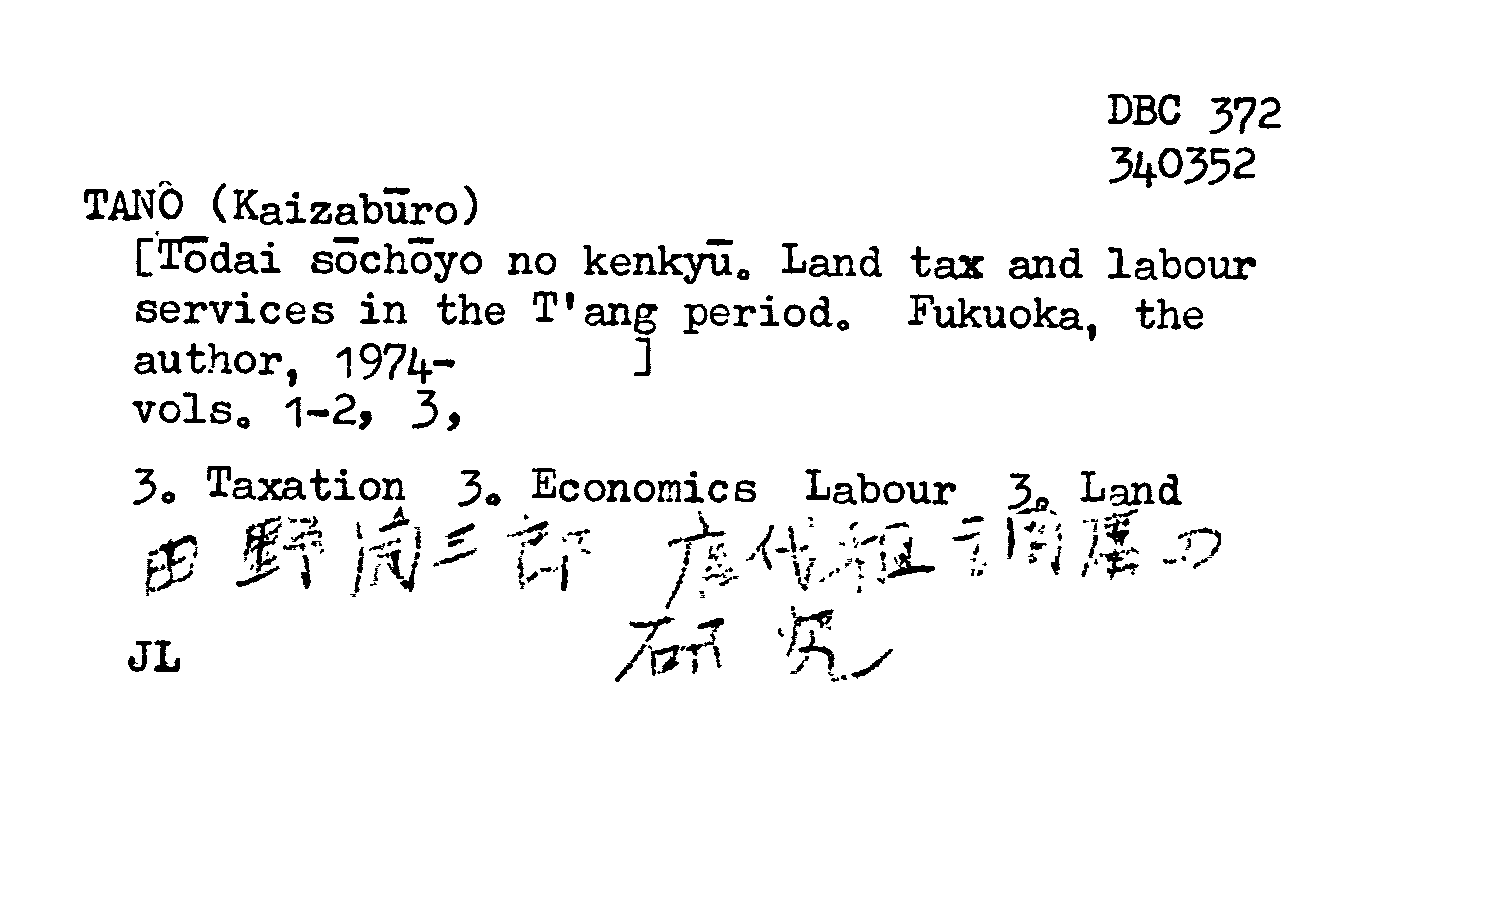 DBC 372
340352
TANÔ (Kaizabūro)
[Tōdai sōchōyo no kenkyū. Land tax and labour
services in the T'ang period. Fukuoka, the
author, 1974- ]
vols. 1-2, 3,
3. Taxation 3. Economics Labour 3. Land
田野 三郎 唐代租調庸の
研究
JL